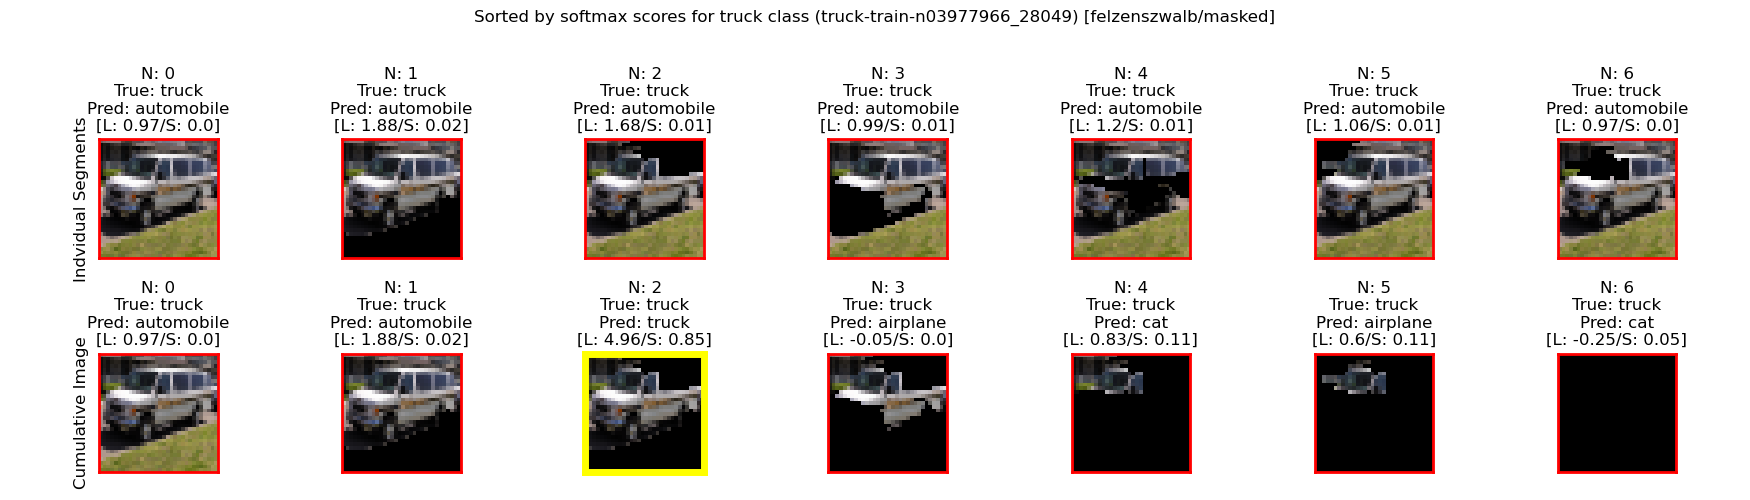 Sorted by softmax scores for truck class (truck-train-n03977966_28049) [felzenszwalb/masked]
Indvidual Segments
N: 0
True: truck
Pred: automobile
[L: 0.97/S: 0.0]
N: 1
True: truck
Pred: automobile
[L: 1.88/S: 0.02]
N: 2
True: truck
Pred: automobile
[L: 1.68/S: 0.01]
N: 3
True: truck
Pred: automobile
[L: 0.99/S: 0.01]
N: 4
True: truck
Pred: automobile
[L: 1.2/S: 0.01]
N: 5
True: truck
Pred: automobile
[L: 1.06/S: 0.01]
N: 6
True: truck
Pred: automobile
[L: 0.97/S: 0.0]
Cumulative Image
N: 0
True: truck
Pred: automobile
[L: 0.97/S: 0.0]
N: 1
True: truck
Pred: automobile
[L: 1.88/S: 0.02]
N: 2
True: truck
Pred: truck
[L: 4.96/S: 0.85]
N: 3
True: truck
Pred: airplane
[L: -0.05/S: 0.0]
N: 4
True: truck
Pred: cat
[L: 0.83/S: 0.11]
N: 5
True: truck
Pred: airplane
[L: 0.6/S: 0.11]
N: 6
True: truck
Pred: cat
[L: -0.25/S: 0.05]